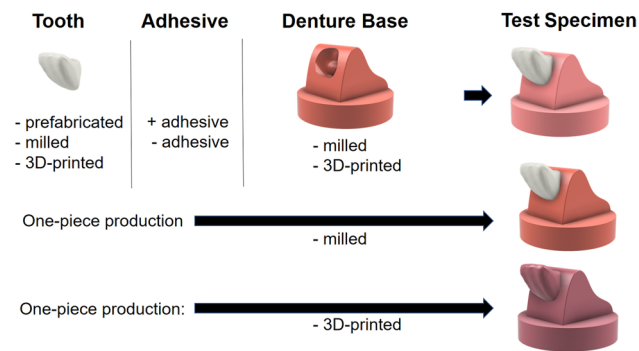 Tooth
Adhesive
Denture Base
Test Specimen
- prefabricated
- milled
- 3D-printed
+ adhesive
- adhesive
- milled
- 3D-printed
One-piece production
- milled
One-piece production:
- 3D-printed